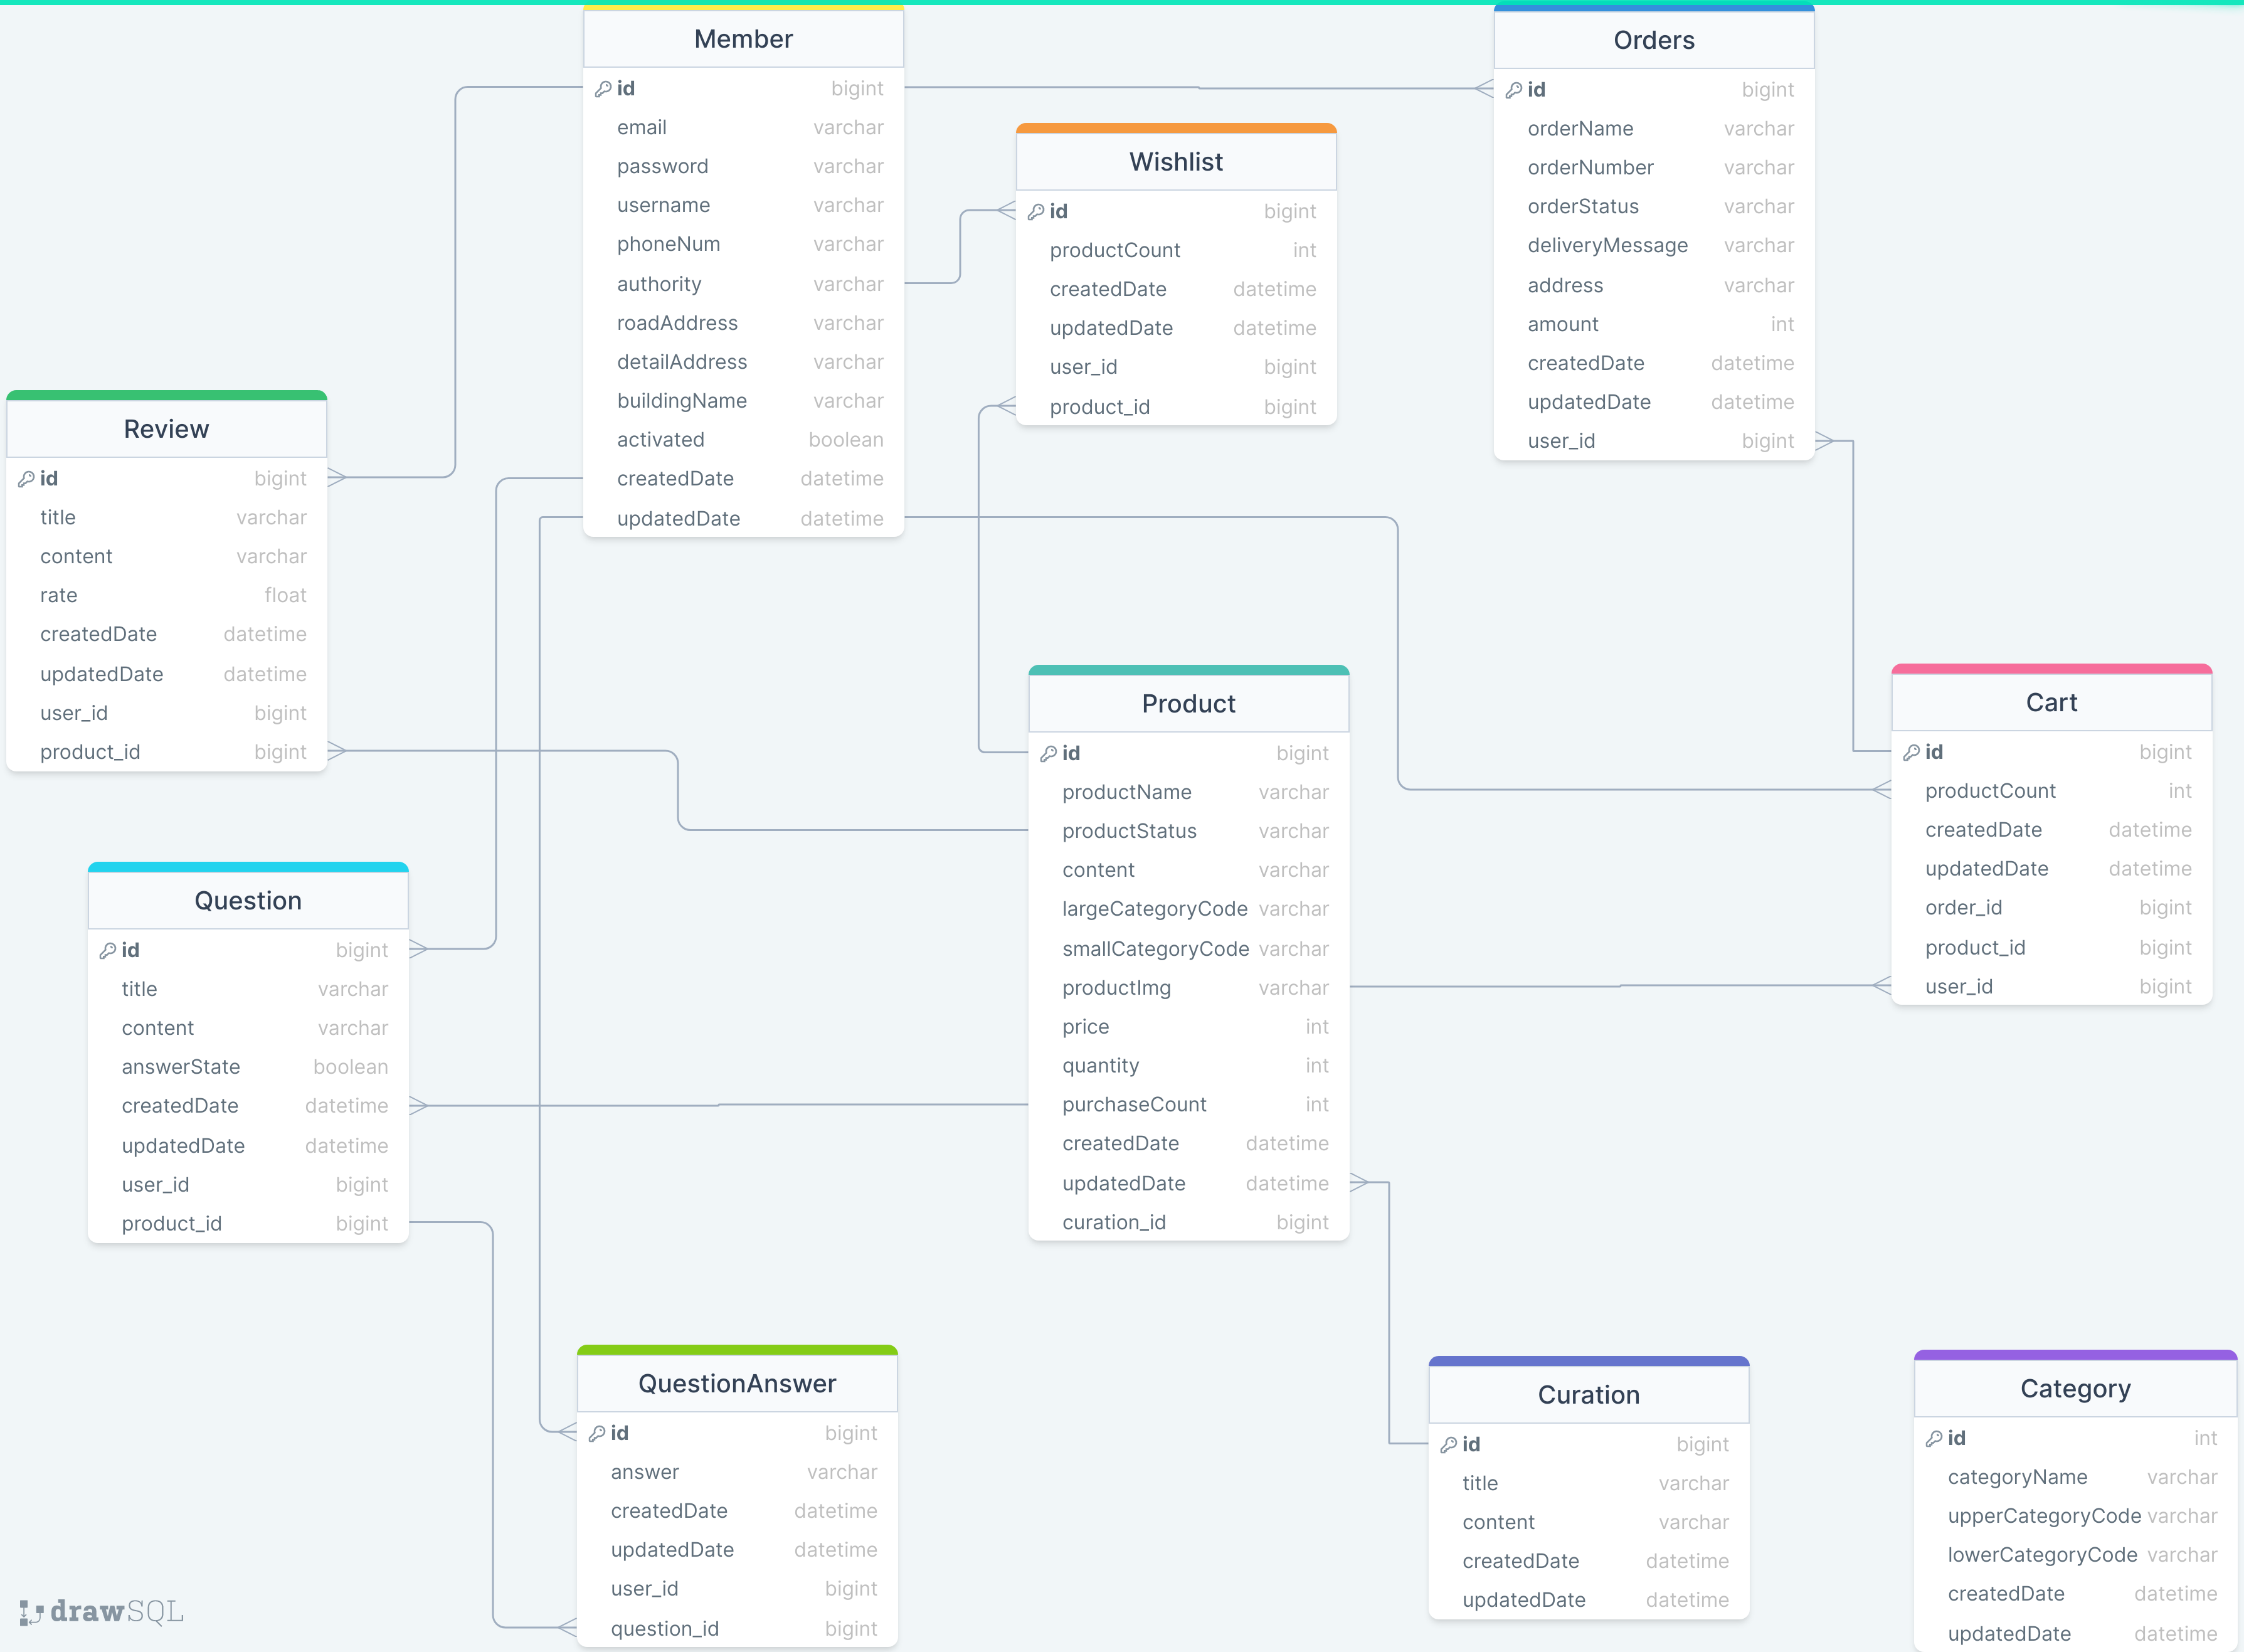 Member
id bigint
email varchar
password varchar
username varchar
phoneNum varchar
authority varchar
roadAddress varchar
detailAddress varchar
buildingName varchar
activated boolean
createdDate datetime
updatedDate datetime
Orders
id bigint
orderName varchar
orderNumber varchar
orderStatus varchar
deliveryMessage varchar
address varchar
amount int
createdDate datetime
updatedDate datetime
user_id bigint
Wishlist
id bigint
productCount int
createdDate datetime
updatedDate datetime
user_id bigint
product_id bigint
Review
id bigint
title varchar
content varchar
rate float
createdDate datetime
updatedDate datetime
user_id bigint
product_id bigint
Product
id bigint
productName varchar
productStatus varchar
content varchar
largeCategoryCode varchar
smallCategoryCode varchar
productImg varchar
price int
quantity int
purchaseCount int
createdDate datetime
updatedDate datetime
curation_id bigint
Cart
id bigint
productCount int
createdDate datetime
updatedDate datetime
order_id bigint
product_id bigint
user_id bigint
Question
id bigint
title varchar
content varchar
answerState boolean
createdDate datetime
updatedDate datetime
user_id bigint
product_id bigint
QuestionAnswer
id bigint
answer varchar
createdDate datetime
updatedDate datetime
user_id bigint
question_id bigint
Curation
id bigint
title varchar
content varchar
createdDate datetime
updatedDate datetime
Category
id int
categoryName varchar
upperCategoryCode varchar
lowerCategoryCode varchar
createdDate datetime
updatedDate datetime
drawSQL